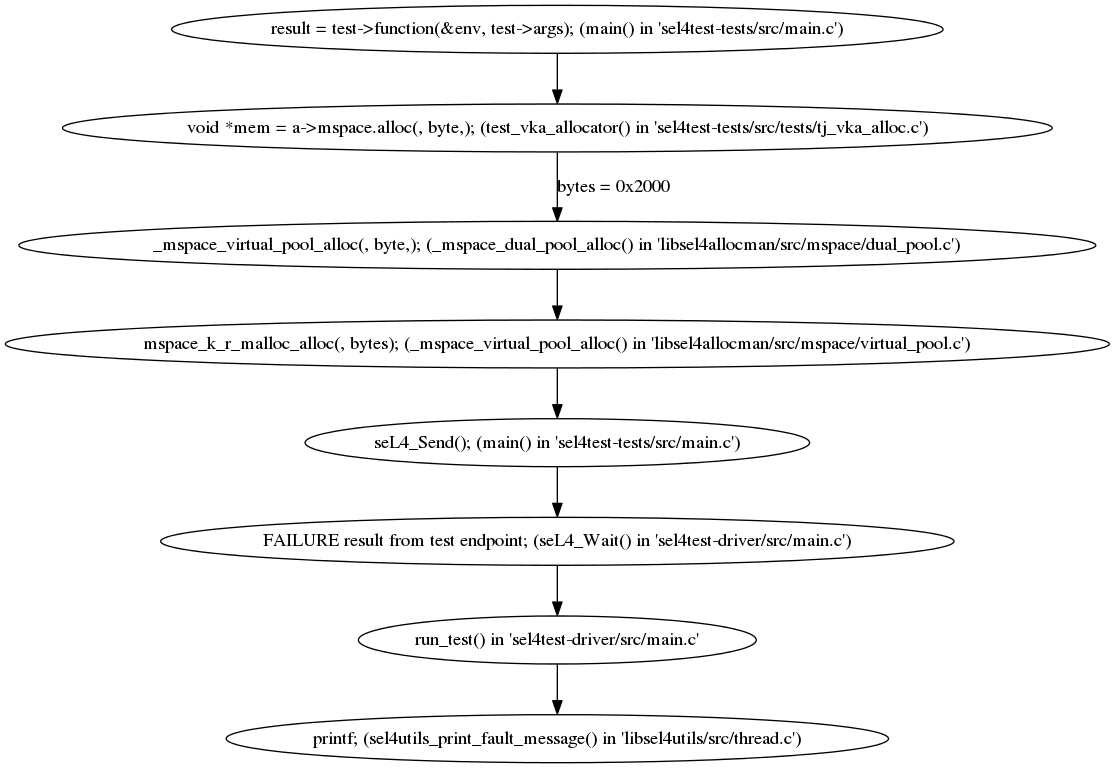 result = test->function(&env, test->args); (main() in 'sel4test-tests/src/main.c')
void *mem = a->mspace.alloc(, byte,); (test_vka_allocator() in 'sel4test-tests/src/tests/tj_vka_alloc.c')
bytes = 0x2000
_mspace_virtual_pool_alloc(, byte,); (_mspace_dual_pool_alloc() in 'libsel4allocman/src/mspace/dual_pool.c')
mspace_k_r_malloc_alloc(, bytes); (_mspace_virtual_pool_alloc() in 'libsel4allocman/src/mspace/virtual_pool.c')
seL4_Send(); (main() in 'sel4test-tests/src/main.c')
FAILURE result from test endpoint; (seL4_Wait() in 'sel4test-driver/src/main.c')
run_test() in 'sel4test-driver/src/main.c'
printf; (sel4utils_print_fault_message() in 'libsel4utils/src/thread.c')